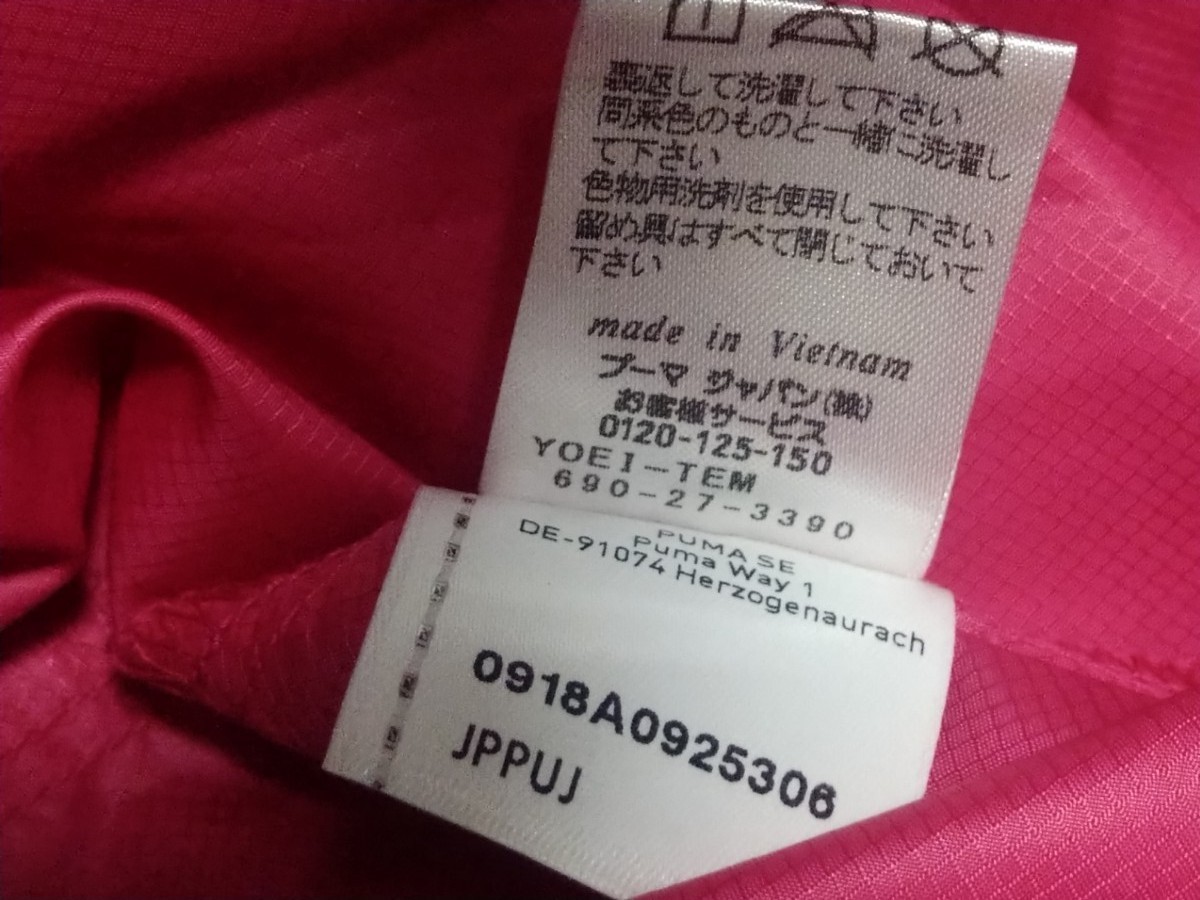 裏返して洗濯して下さい
同系色のものと一緒に洗濯し
て下さい
色物用洗剤を使用して下さい
留め具はすべて閉じておいて
下さい
made in Vietnam
プーマ ジャパン(株)
お客様サービス
0120-125-150
YOEI-TEM
690-27-3390
PUMA SE
Puma Way 1
DE-91074 Herzogenaurach
0918A0925306
JPPUJ